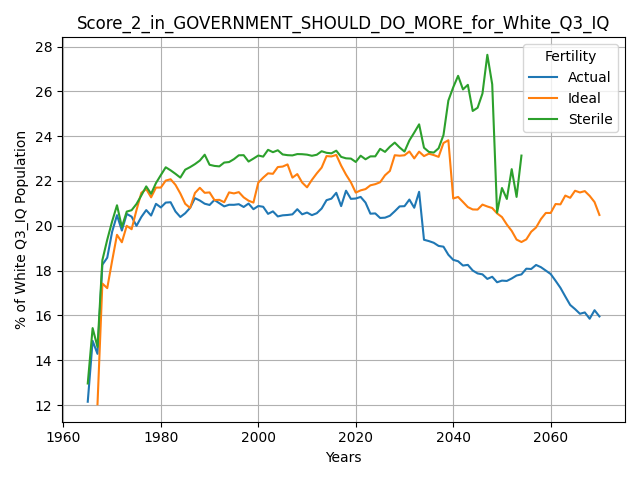 Score_2_in_GOVERNMENT_SHOULD_DO_MORE_for_White_Q3_IQ
Fertility
Actual
Ideal
Sterile
% of White Q3_IQ Population
28
26
24
22
20
18
16
14
12
1960
1980
2000
2020
2040
2060
Years